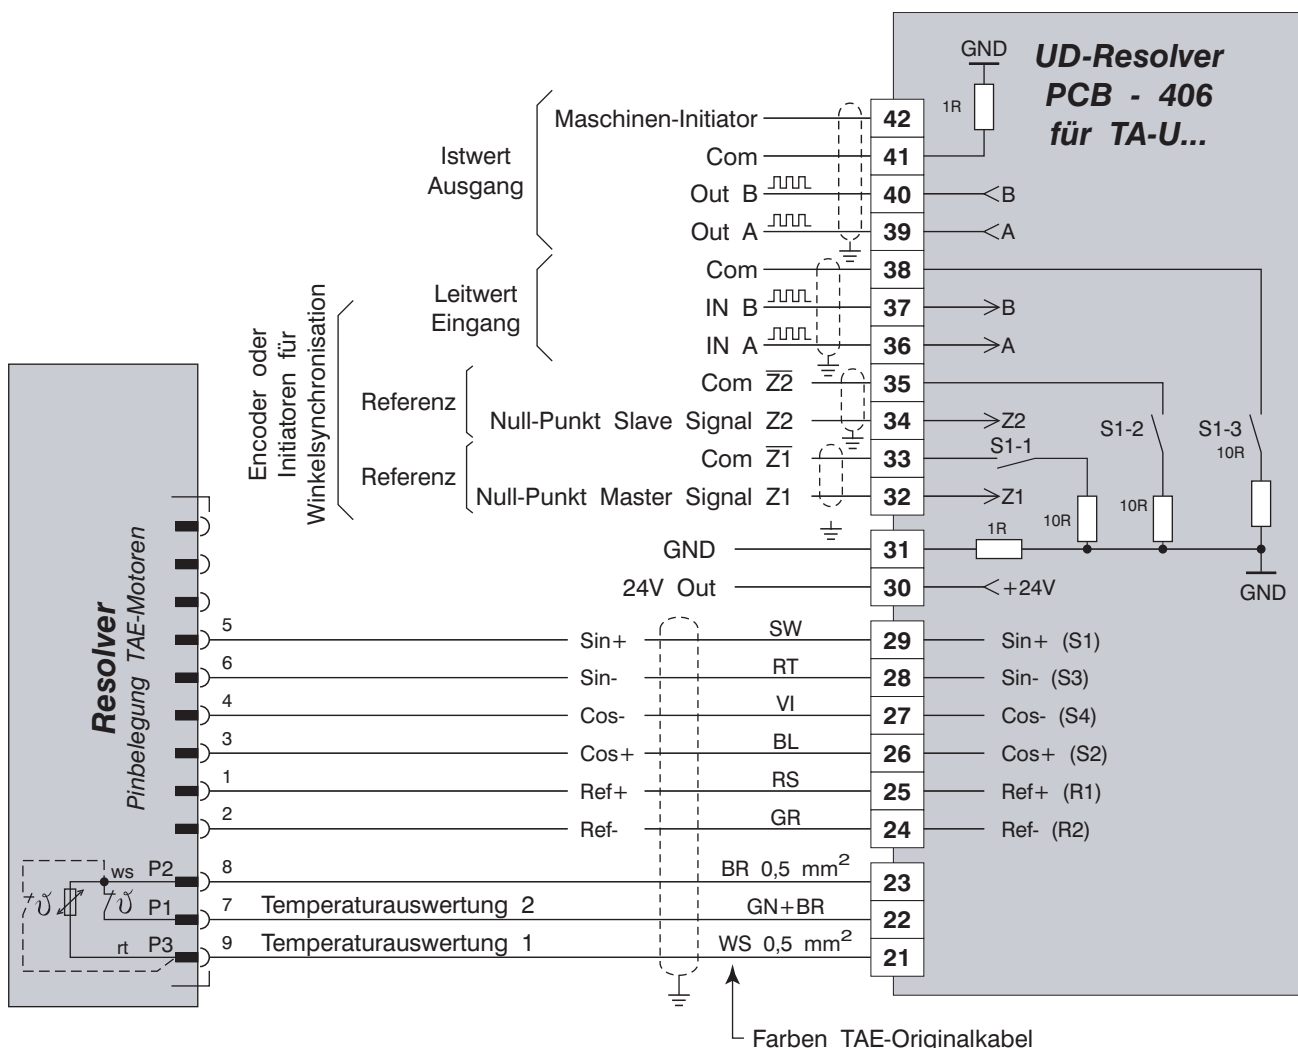 GND
UD-Resolver
PCB - 406
für TA-U...
1R
Istwert
Ausgang
Maschinen-Initiator 42
Com 41
Out B 40 B
Out A 39 A
Leitwert
Eingang
Com 38
IN B 37 B
IN A 36 A
Encoder oder
Initiatoren für
Winkelsynchronisation
Referenz
Com Z2 35
Null-Punkt Slave Signal Z2 34 Z2
Referenz
Com Z1 33
Null-Punkt Master Signal Z1 32 Z1
S1-1
S1-2
S1-3
10R
10R
10R
GND 31 1R
24V Out 30 +24V
GND
Resolver
Pinbelegung TAE-Motoren
5 Sin+ SW 29 Sin+ (S1)
6 Sin- RT 28 Sin- (S3)
4 Cos- VI 27 Cos- (S4)
3 Cos+ BL 26 Cos+ (S2)
1 Ref+ RS 25 Ref+ (R1)
2 Ref- GR 24 Ref- (R2)
ws P2 8 BR 0,5 mm² 23
ϑ ϑ P1 7 Temperaturauswertung 2 GN+BR 22
rt P3 9 Temperaturauswertung 1 WS 0,5 mm² 21
Farben TAE-Originalkabel